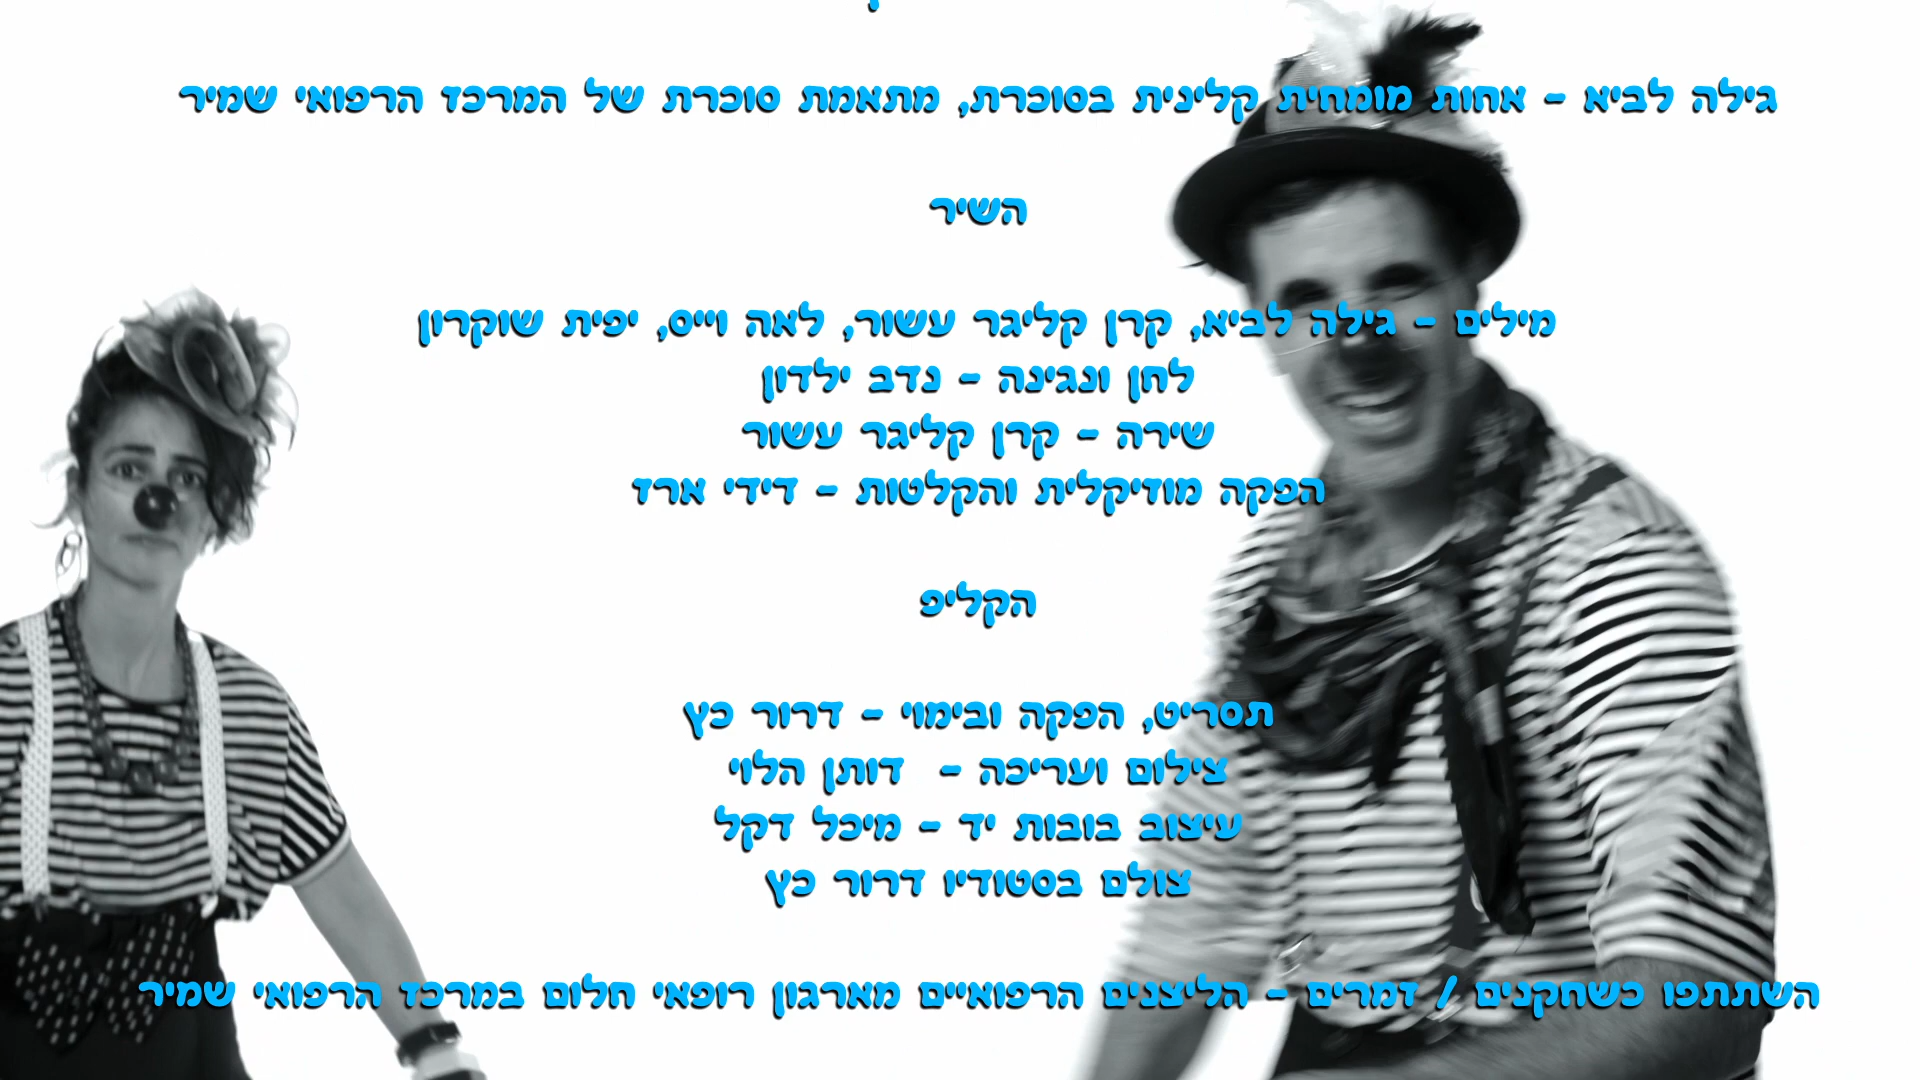 גילה לביא - אחות מומחית קלינית בסוכרת, מתאמת סוכרת של המרכז הרפואי שמיר
השיר
מילים - גילה לביא, קרן קליגר עשור, לאה וייס, יפית שוקרון
לחן ונגינה - נדב ילדון
שירה - קרן קליגר עשור
הפקה מוזיקלית והקלטות - דידי ארז
הקליפ
תסריט, הפקה ובימוי - דרור כץ
צילום ועריכה - דותן הלוי
עיצוב בובות יד - מיכל דקל
צולם בסטודיו דרור כץ
השתתפו כשחקנים / זמרים - הליצנים הרפואיים מארגון רופאי חלום במרכז הרפואי שמיר